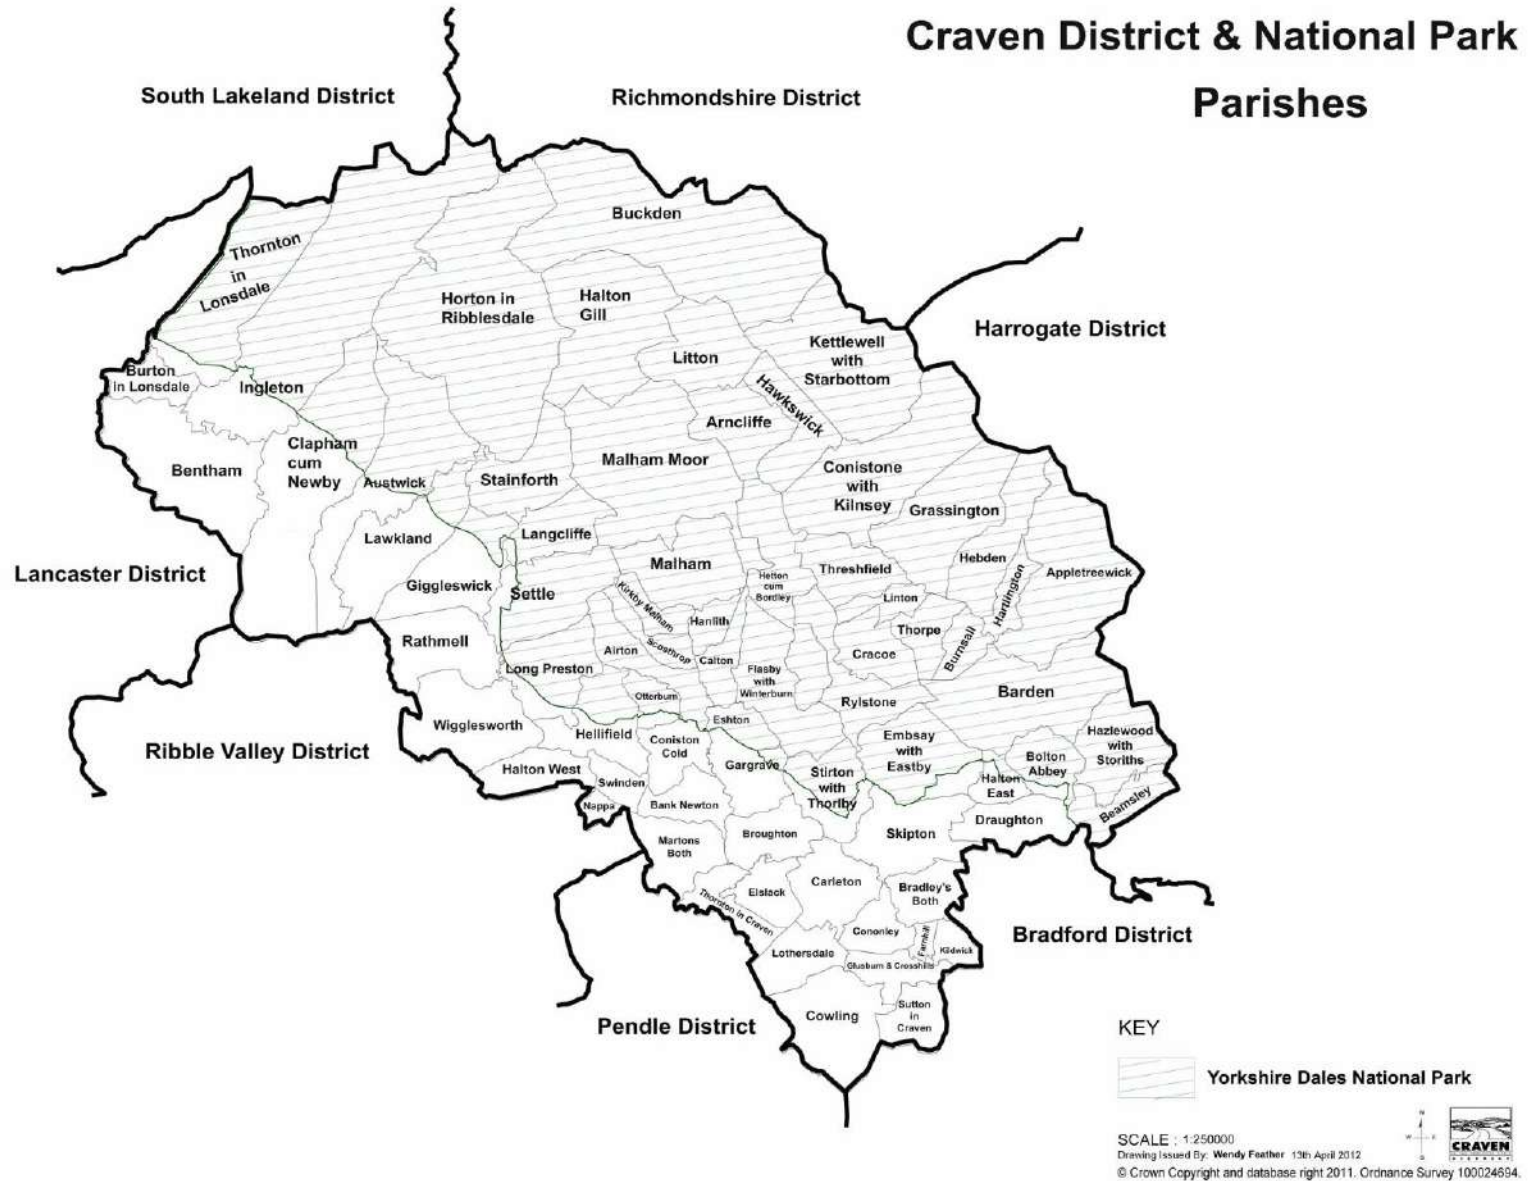 Craven District & National Park
Parishes
South Lakeland District
Richmondshire District
Buckden
Thornton
in
Lonsdale
Horton in
Ribblesdale
Halton
Gill
Harrogate District
Kettlewell
with
Starbottom
Litton
Burton
in Lonsdale
Ingleton
Hawkswick
Arncliffe
Clapham
cum
Newby
Bentham
Malham Moor
Conistone
with
Kilnsey
Austwick
Stainforth
Grassington
Lawkland
Langcliffe
Lancaster District
Malham
Threshfield
Hebden
Appletreewick
Giggleswick
Settle
Hetton
cum
Bordley
Kirkby Malham
Linton
Hartlington
Hanlith
Thorpe
Rathmell
Airton
Scosthrop
Calton
Cracoe
Burnsall
Long Preston
Flasby
with
Winterburn
Otterburn
Barden
Rylstone
Wigglesworth
Hellifield
Eshton
Coniston
Cold
Embsay
with
Eastby
Hazlewood
with
Storiths
Ribble Valley District
Halton West
Gargrave
Stirton
with
Thorlby
Bolton
Abbey
Halton
East
Swinden
Nappa
Bank Newton
Beamsley
Draughton
Broughton
Skipton
Martons
Both
Carleton
Elslack
Bradley's
Both
Thornton in Craven
Cononley
Farnhill
Kildwick
Bradford District
Lothersdale
Glusburn & Crosshills
Cowling
Sutton
in
Craven
Pendle District
KEY
Yorkshire Dales National Park
N
W
E
S
CRAVEN
DISTRICT
SCALE : 1:250000
Drawing Issued By: Wendy Feather 13th April 2012
© Crown Copyright and database right 2011. Ordnance Survey 100024694.